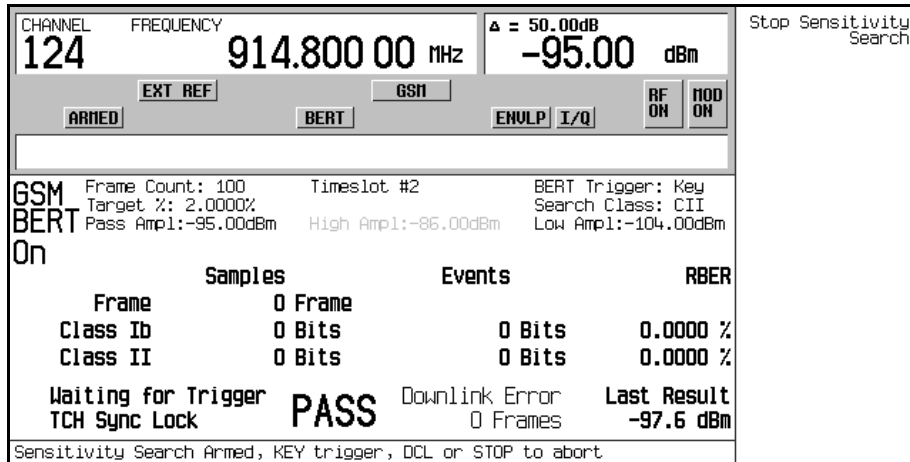 CHANNEL FREQUENCY Δ = 50.00dB
124 914.800 00 MHz -95.00 dBm
Stop Sensitivity
Search
EXT REF GSM RF ON MOD ON
ARMED BERT ENVLP I/Q
GSM BERT On
Frame Count: 100 Timeslot #2 BERT Trigger: Key
Target %: 2.0000% Search Class: CII
Pass Ampl:-95.00dBm High Ampl:-86.00dBm Low Ampl:-104.00dBm
Samples Events RBER
Frame 0 Frame
Class Ib 0 Bits 0 Bits 0.0000 %
Class II 0 Bits 0 Bits 0.0000 %
Waiting for Trigger PASS Downlink Error Last Result
TCH Sync Lock 0 Frames -97.6 dBm
Sensitivity Search Armed, KEY trigger, DCL or STOP to abort